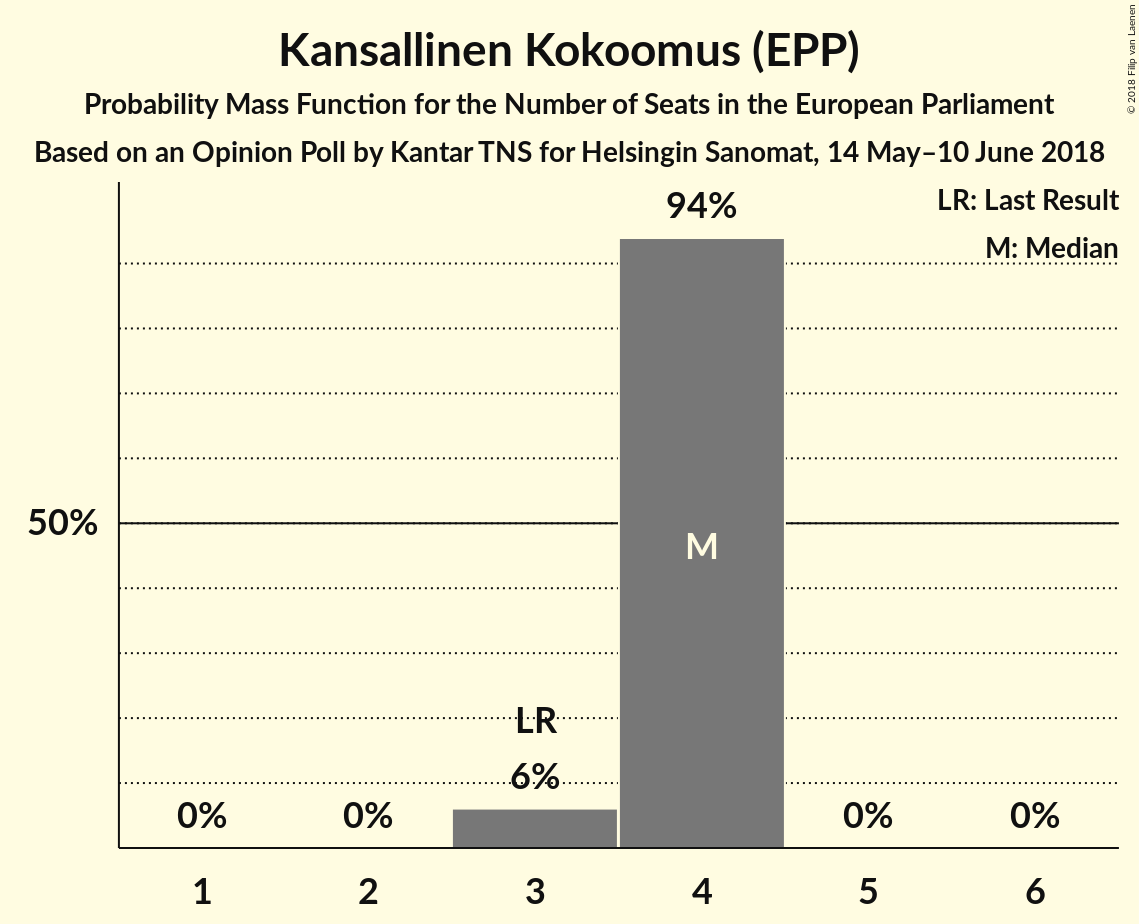 Kansallinen Kokoomus (EPP)
Probability Mass Function for the Number of Seats in the European Parliament
Based on an Opinion Poll by Kantar TNS for Helsingin Sanomat, 14 May–10 June 2018
© 2018 Filip van Laenen
LR: Last Result
M: Median
94%
50%
M
LR
6%
0% 0% 0% 0%
1 2 3 4 5 6